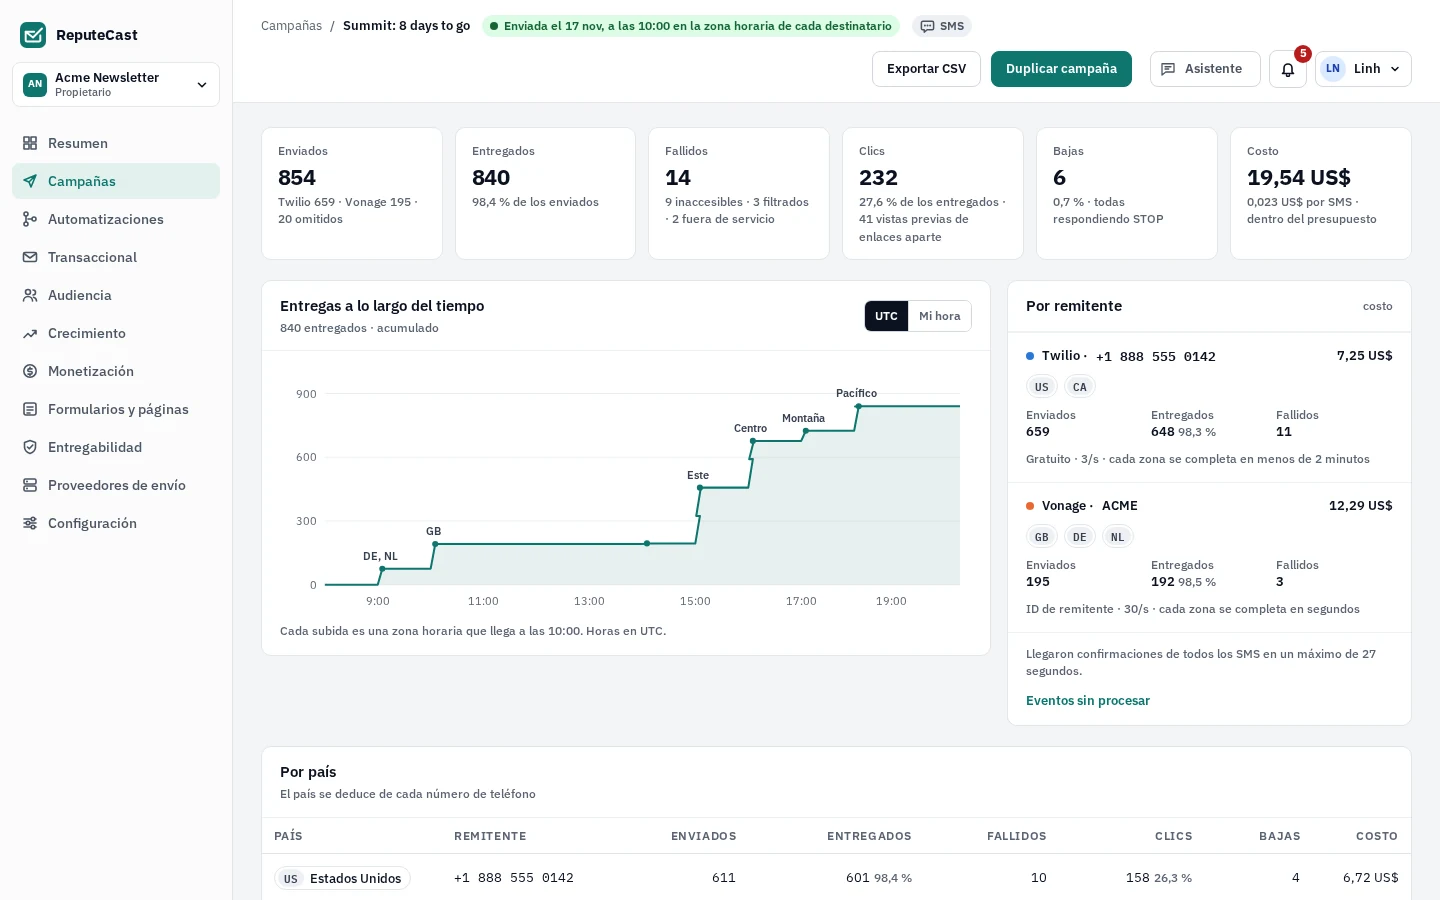 ReputeCast
AN
Acme Newsletter
Propietario
Resumen
Campañas
Automatizaciones
Transaccional
Audiencia
Crecimiento
Monetización
Formularios y páginas
Entregabilidad
Proveedores de envío
Configuración
Campañas / Summit: 8 days to go
Enviada el 17 nov, a las 10:00 en la zona horaria de cada destinatario
SMS
Exportar CSV
Duplicar campaña
Asistente
5
LN Linh
Enviados
854
Twilio 659 · Vonage 195 ·
20 omitidos
Entregados
840
98,4 % de los enviados
Fallidos
14
9 inaccesibles · 3 filtrados
· 2 fuera de servicio
Clics
232
27,6 % de los entregados ·
41 vistas previas de
enlaces aparte
Bajas
6
0,7 % · todas
respondiendo STOP
Costo
19,54 US$
0,023 US$ por SMS ·
dentro del presupuesto
Entregas a lo largo del tiempo
840 entregados · acumulado
UTC
Mi hora
900
600
300
0
DE, NL
GB
Este
Centro
Montaña
Pacífico
9:00 11:00 13:00 15:00 17:00 19:00
Cada subida es una zona horaria que llega a las 10:00. Horas en UTC.
Por remitente
costo
Twilio · +1 888 555 0142 7,25 US$
US CA
Enviados Entregados Fallidos
659 648 98,3 % 11
Gratuito · 3/s · cada zona se completa en menos de 2 minutos
Vonage · ACME 12,29 US$
GB DE NL
Enviados Entregados Fallidos
195 192 98,5 % 3
ID de remitente · 30/s · cada zona se completa en segundos
Llegaron confirmaciones de todos los SMS en un máximo de 27
segundos.
Eventos sin procesar
Por país
El país se deduce de cada número de teléfono
PAÍS REMITENTE ENVIADOS ENTREGADOS FALLIDOS CLICS BAJAS COSTO
US Estados Unidos +1 888 555 0142 611 601 98,4 % 10 158 26,3 % 4 6,72 US$